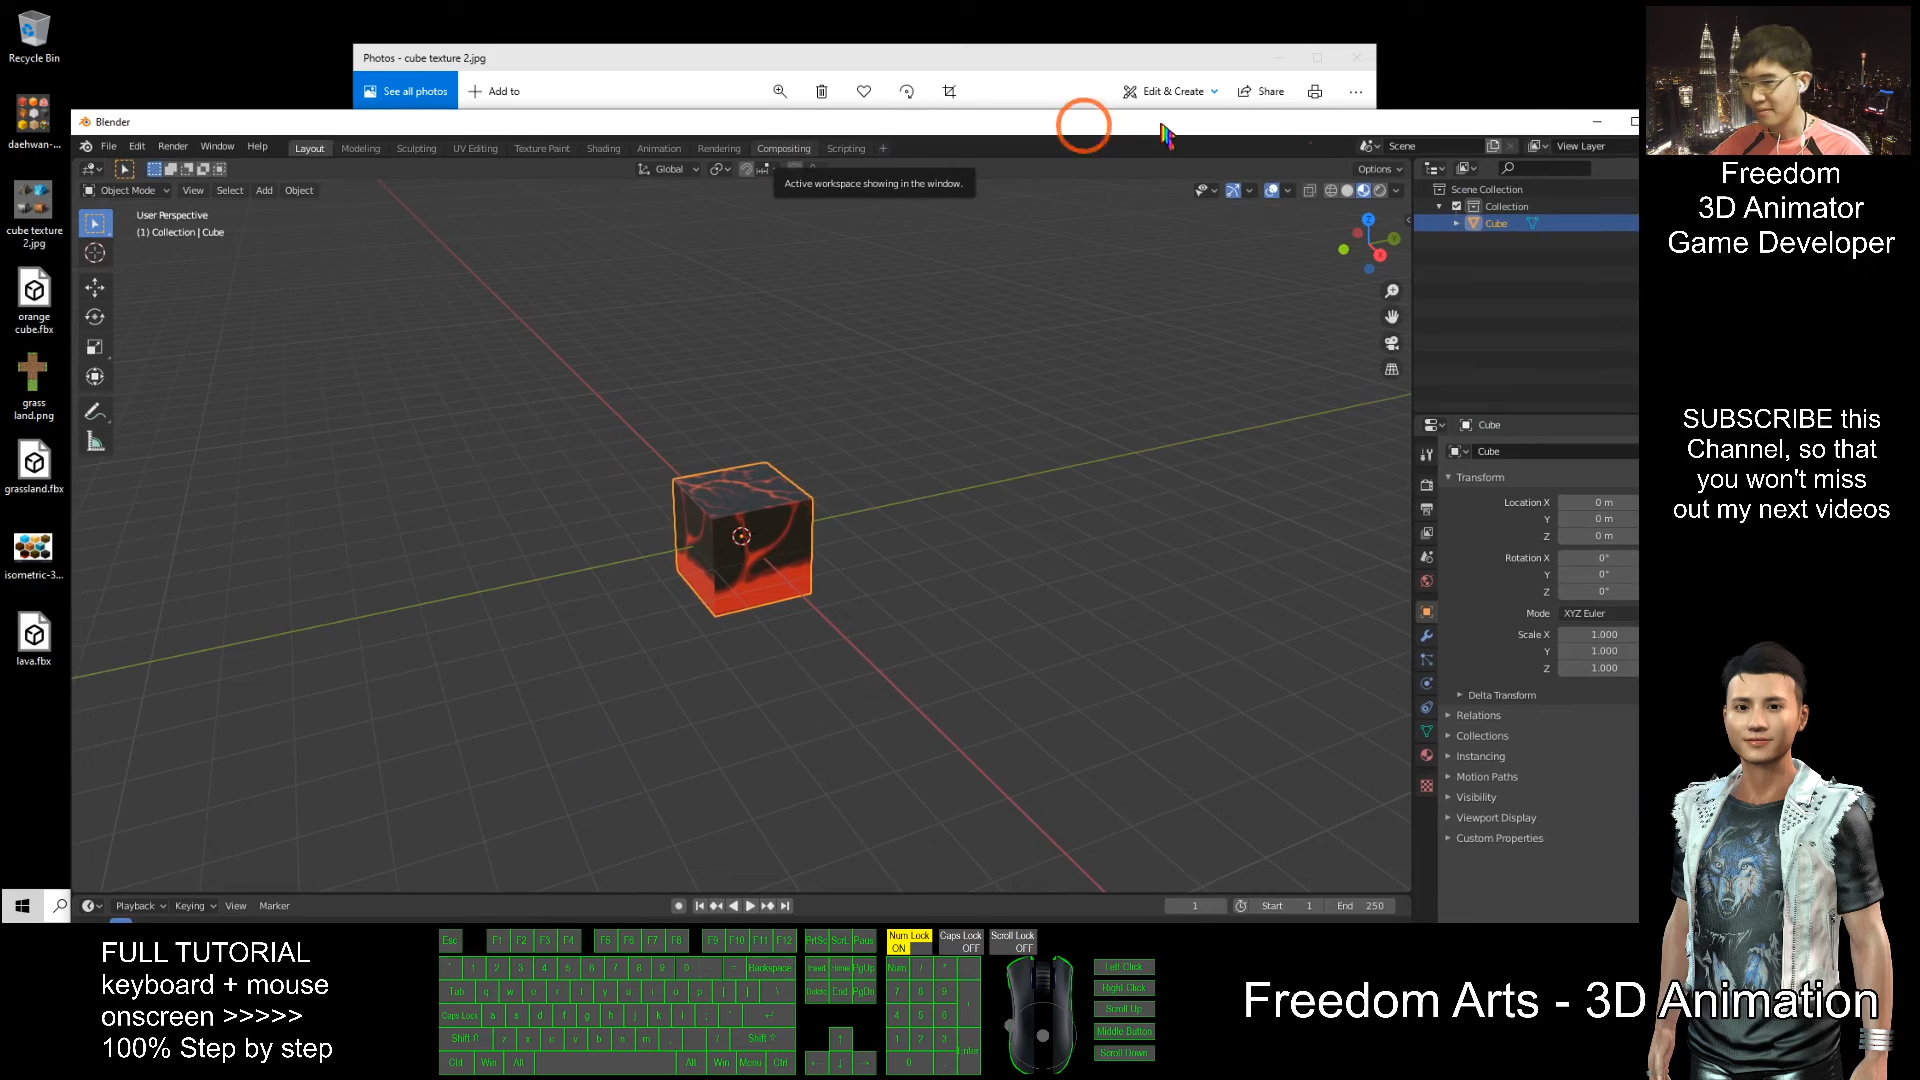 Recycle Bin
daehwan-...
cube texture
2.jpg
orange
cube.fbx
grass
land.png
grassland.fbx
isometric-3...
lava.fbx
Photos - cube texture 2.jpg
See all photos
Add to
Edit & Create
Share
Blender
File Edit Render Window Help
Layout Modeling Sculpting UV Editing Texture Paint Shading Animation Rendering Compositing Scripting +
Scene
View Layer
Global
Options
Active workspace showing in the window.
Object Mode View Select Add Object
User Perspective
(1) Collection | Cube
Scene Collection
Collection
Cube
Cube
Cube
Transform
Location X 0 m
Y 0 m
Z 0 m
Rotation X 0°
Y 0°
Z 0°
Mode XYZ Euler
Scale X 1.000
Y 1.000
Z 1.000
Delta Transform
Relations
Collections
Instancing
Motion Paths
Visibility
Viewport Display
Custom Properties
Playback Keying View Marker
1
Start 1
End 250
Freedom
3D Animator
Game Developer
SUBSCRIBE this
Channel, so that
you won't miss
out my next videos
FULL TUTORIAL
keyboard + mouse
onscreen >>>>>
100% Step by step
Esc F1 F2 F3 F4 F5 F6 F7 F8 F9 F10 F11 F12 PrtSc ScrL Paus
Num Lock
ON
Caps Lock
OFF
Scroll Lock
OFF
' 1 2 3 4 5 6 7 8 9 0 - = Backspace Insert Home PgUp Num / *
Tab q w e r t y u i o p [ ] \ Delete End PgDn 7 8 9 +
Caps Lock a s d f g h j k l ; ' 4 5 6
Shift z x c v b n m , . / Shift 1 2 3 Enter
Ctrl Win Alt Alt Win Menu Ctrl 0 .
Left Click
Right Click
Scroll Up
Middle Button
Scroll Down
Freedom Arts - 3D Animation